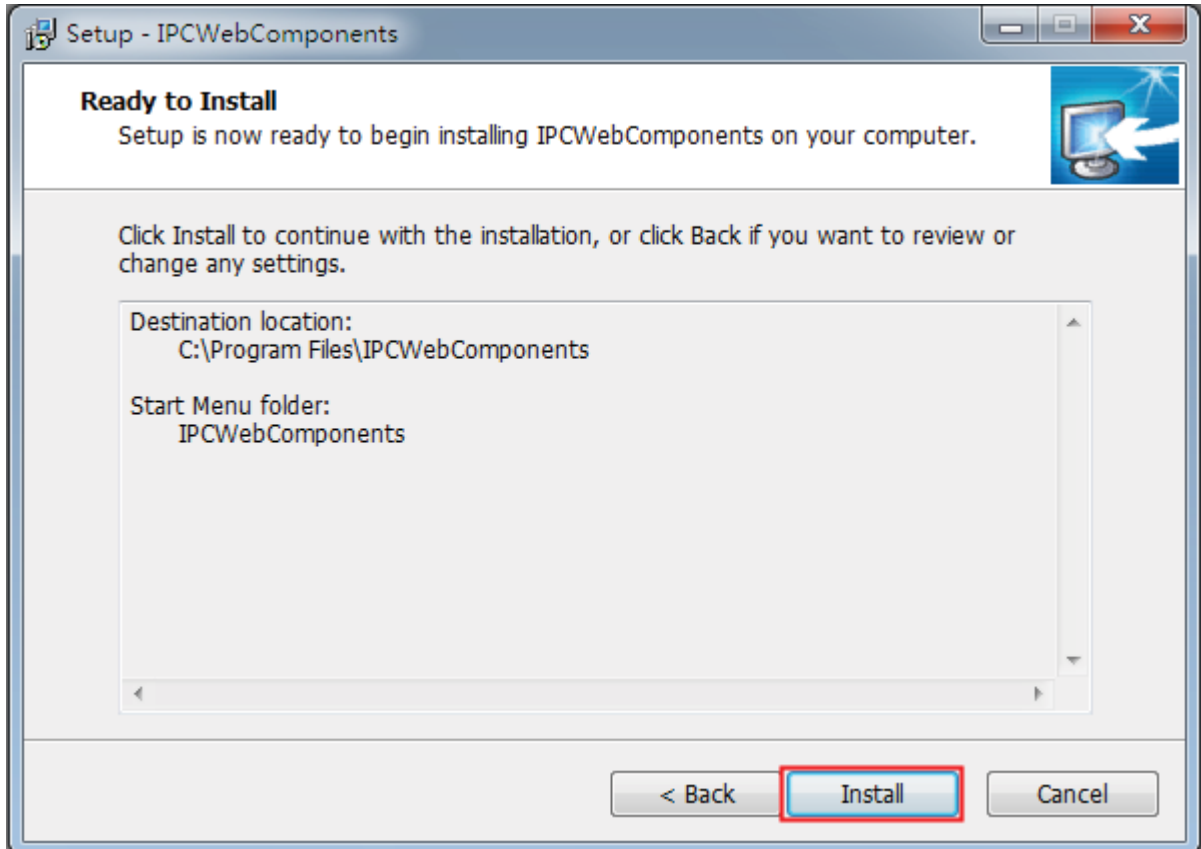 Setup - IPCWebComponents
Ready to Install
Setup is now ready to begin installing IPCWebComponents on your computer.
Click Install to continue with the installation, or click Back if you want to review or
change any settings.
Destination location:
C:\Program Files\IPCWebComponents
Start Menu folder:
IPCWebComponents
< Back
Install
Cancel